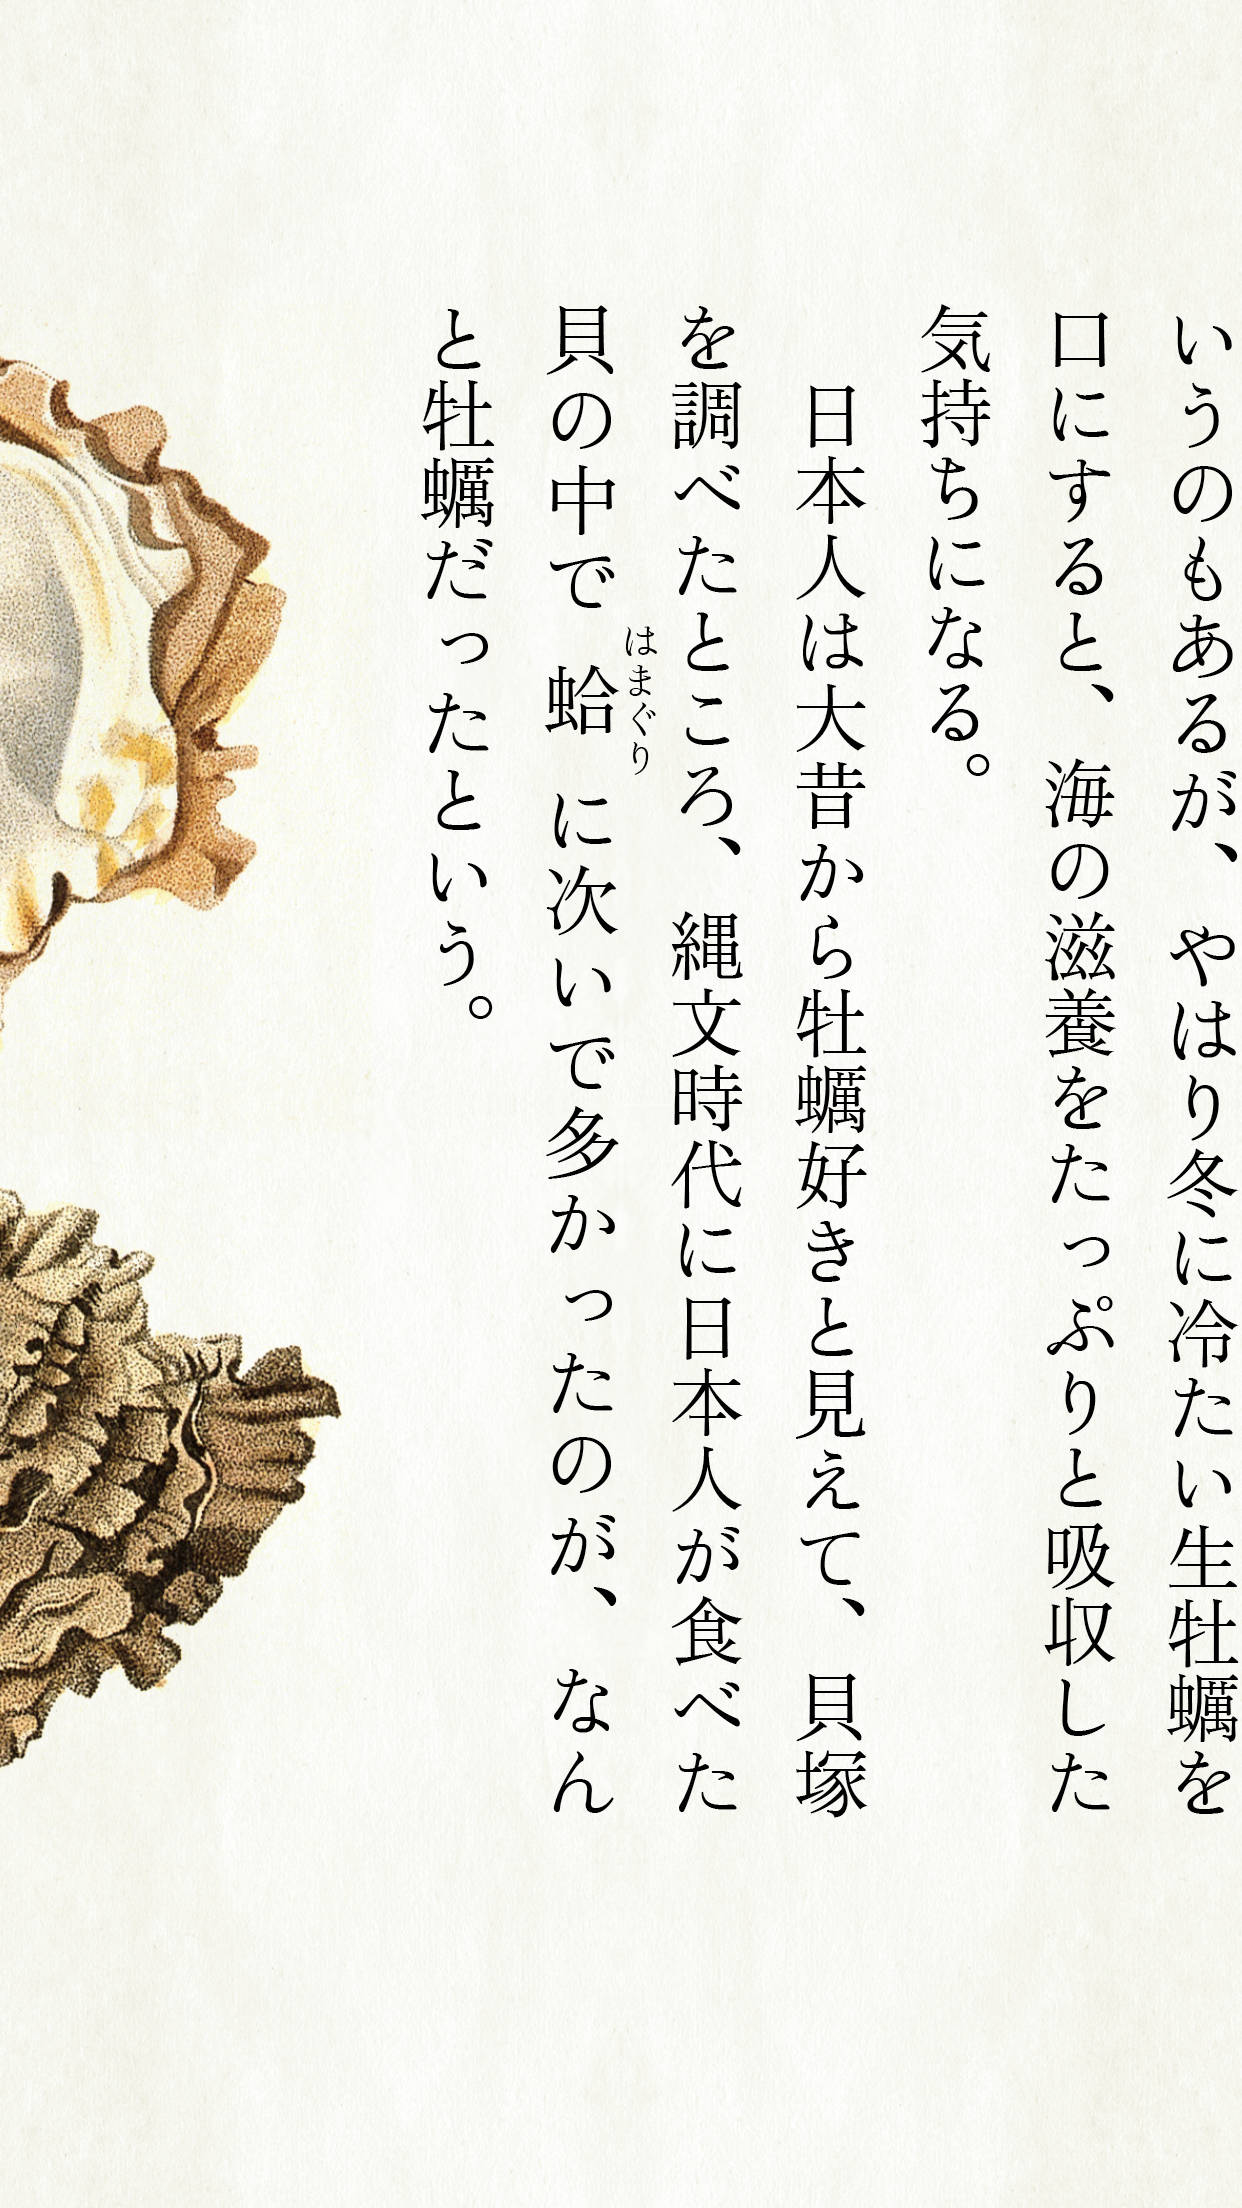 いうのもあるが、やはり冬に冷たい生牡蠣を
口にすると、海の滋養をたっぷりと吸収した
気持ちになる。
日本人は大昔から牡蠣好きと見えて、貝塚
を調べたところ、縄文時代に日本人が食べた
はまぐり
貝の中で蛤に次いで多かったのが、なん
と牡蠣だったという。